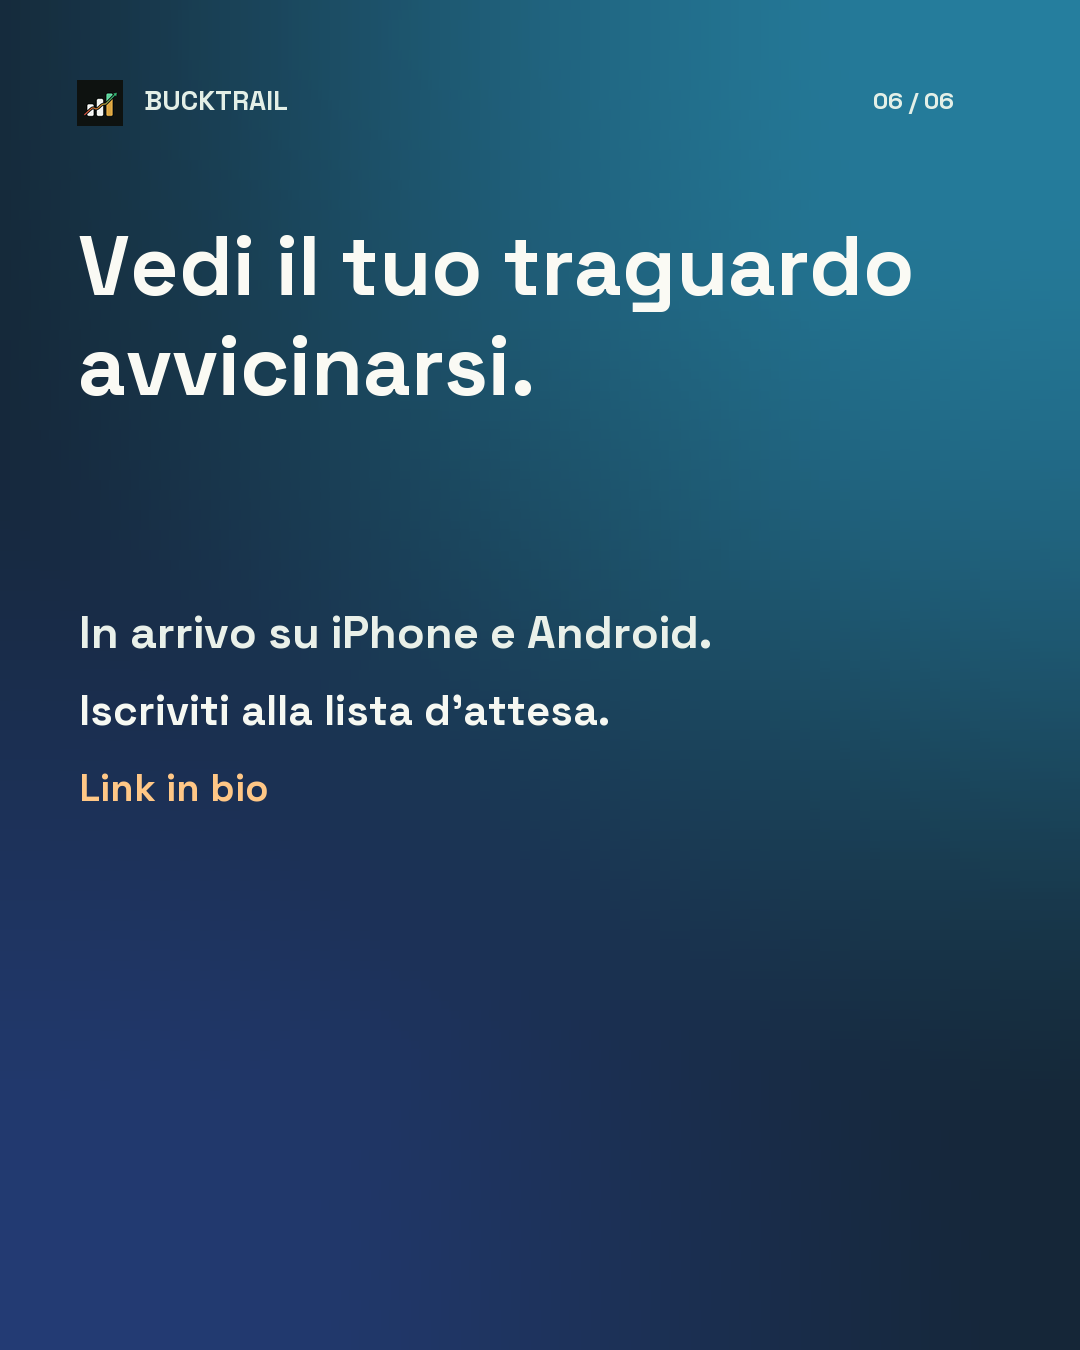 BUCKTRAIL
06 / 06
Vedi il tuo traguardo
avvicinarsi.
In arrivo su iPhone e Android.
Iscriviti alla lista d’attesa.
Link in bio